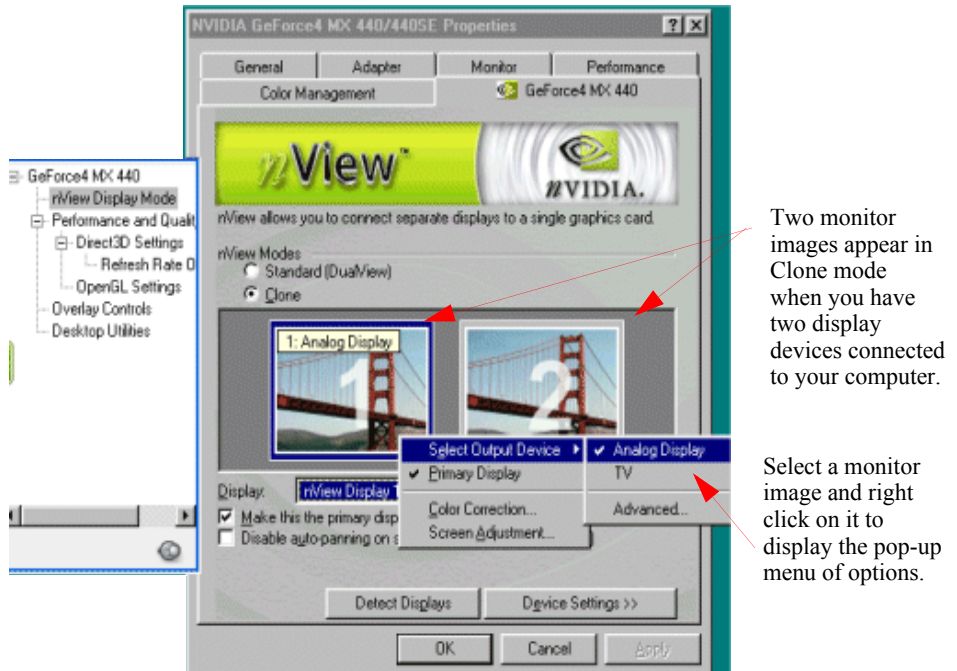 NVIDIA GeForce4 MX 440/440SE Properties
General Adapter Monitor Performance
Color Management GeForce4 MX 440
nView™
NVIDIA.
nView allows you to connect separate displays to a single graphics card.
nView Modes
Standard (DualView)
Clone
1: Analog Display
1
2
Select Output Device
Primary Display
Color Correction...
Screen Adjustment...
Analog Display
TV
Advanced...
Display: nView Display 1
Make this the primary disp
Disable auto-panning on s
Detect Displays Device Settings >>
OK Cancel Apply
GeForce4 MX 440
nView Display Mode
Performance and Qualit
Direct3D Settings
Refresh Rate O
OpenGL Settings
Overlay Controls
Desktop Utilities
Two monitor
images appear in
Clone mode
when you have
two display
devices connected
to your computer.
Select a monitor
image and right
click on it to
display the pop-up
menu of options.